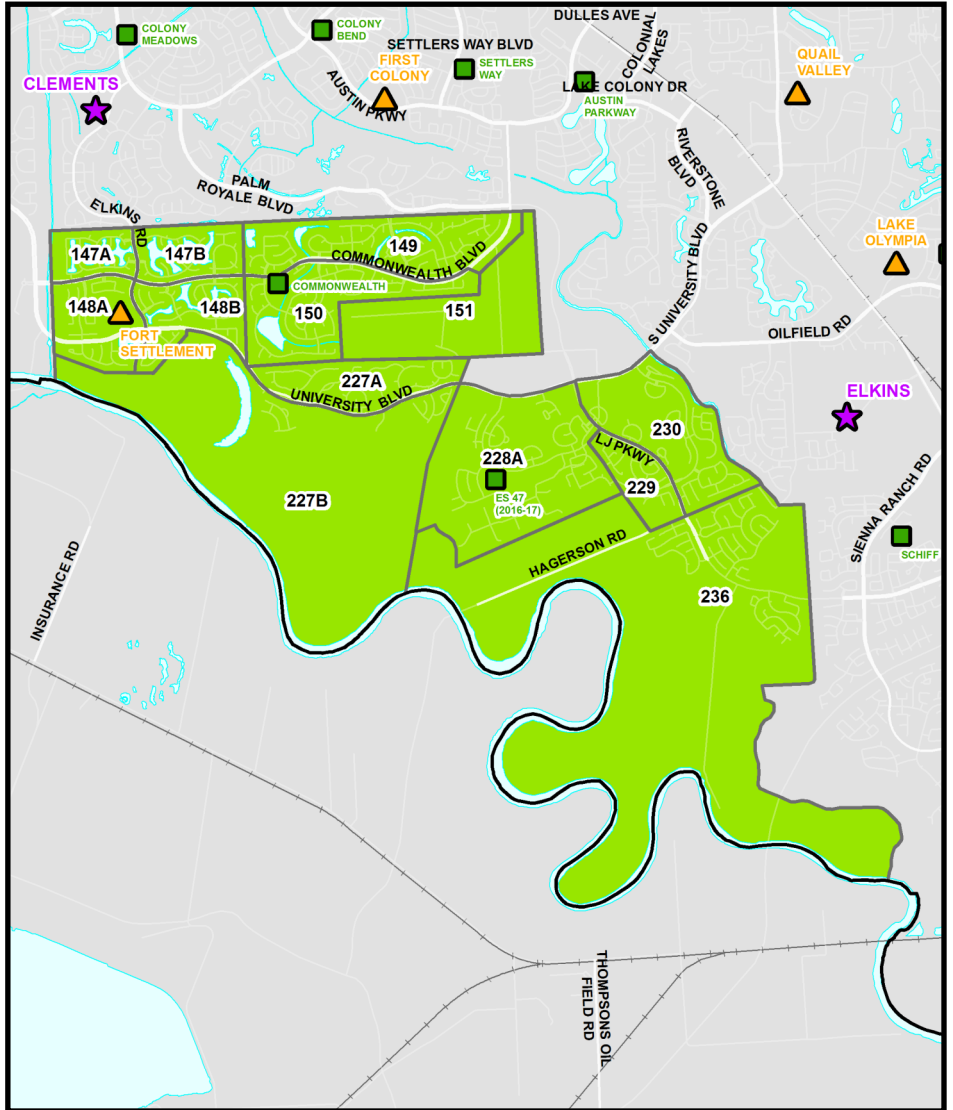 DULLES AVE
COLONY
MEADOWS
COLONY
BEND
SETTLERS WAY BLVD
COLONIAL
LAKES
FIRST
COLONY
SETTLERS
WAY
QUAIL
VALLEY
CLEMENTS
AUSTIN PKWY
LAKE COLONY DR
AUSTIN
PARKWAY
RIVERSTONE
BLVD
PALM
ROYALE BLVD
ELKINS
RD
LAKE
OLYMPIA
147A
147B
149
COMMONWEALTH BLVD
COMMONWEALTH
S UNIVERSITY BLVD
148A
148B
150
151
OILFIELD RD
FORT
SETTLEMENT
227A
UNIVERSITY BLVD
ELKINS
230
LJ PKWY
228A
229
ES 47
(2016-17)
227B
SIENNA RANCH RD
SCHIFF
HAGERSON RD
INSURANCE RD
236
THOMPSONS OIL
FIELD RD